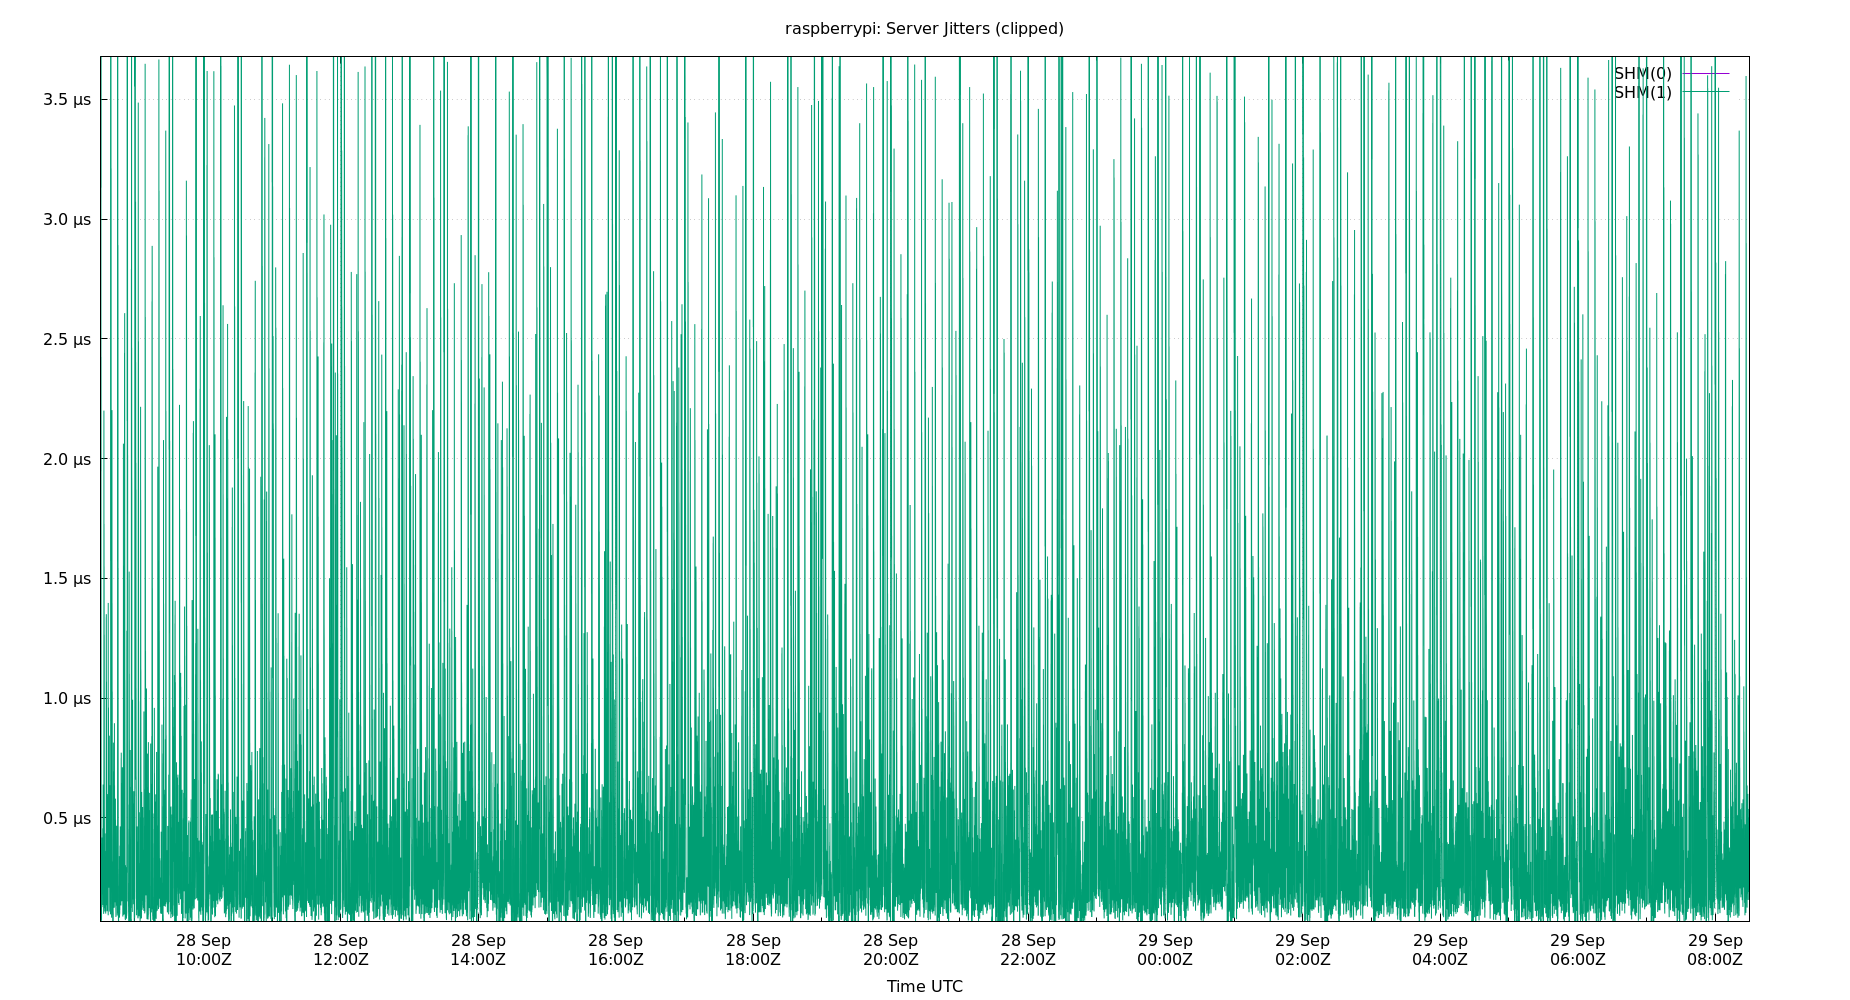 raspberrypi: Server Jitters (clipped)
SHM(0)
SHM(1)
3.5 µs
3.0 µs
2.5 µs
2.0 µs
1.5 µs
1.0 µs
0.5 µs
28 Sep 28 Sep 28 Sep 28 Sep 28 Sep 28 Sep 28 Sep 29 Sep 29 Sep 29 Sep 29 Sep 29 Sep
10:00Z 12:00Z 14:00Z 16:00Z 18:00Z 20:00Z 22:00Z 00:00Z 02:00Z 04:00Z 06:00Z 08:00Z
Time UTC